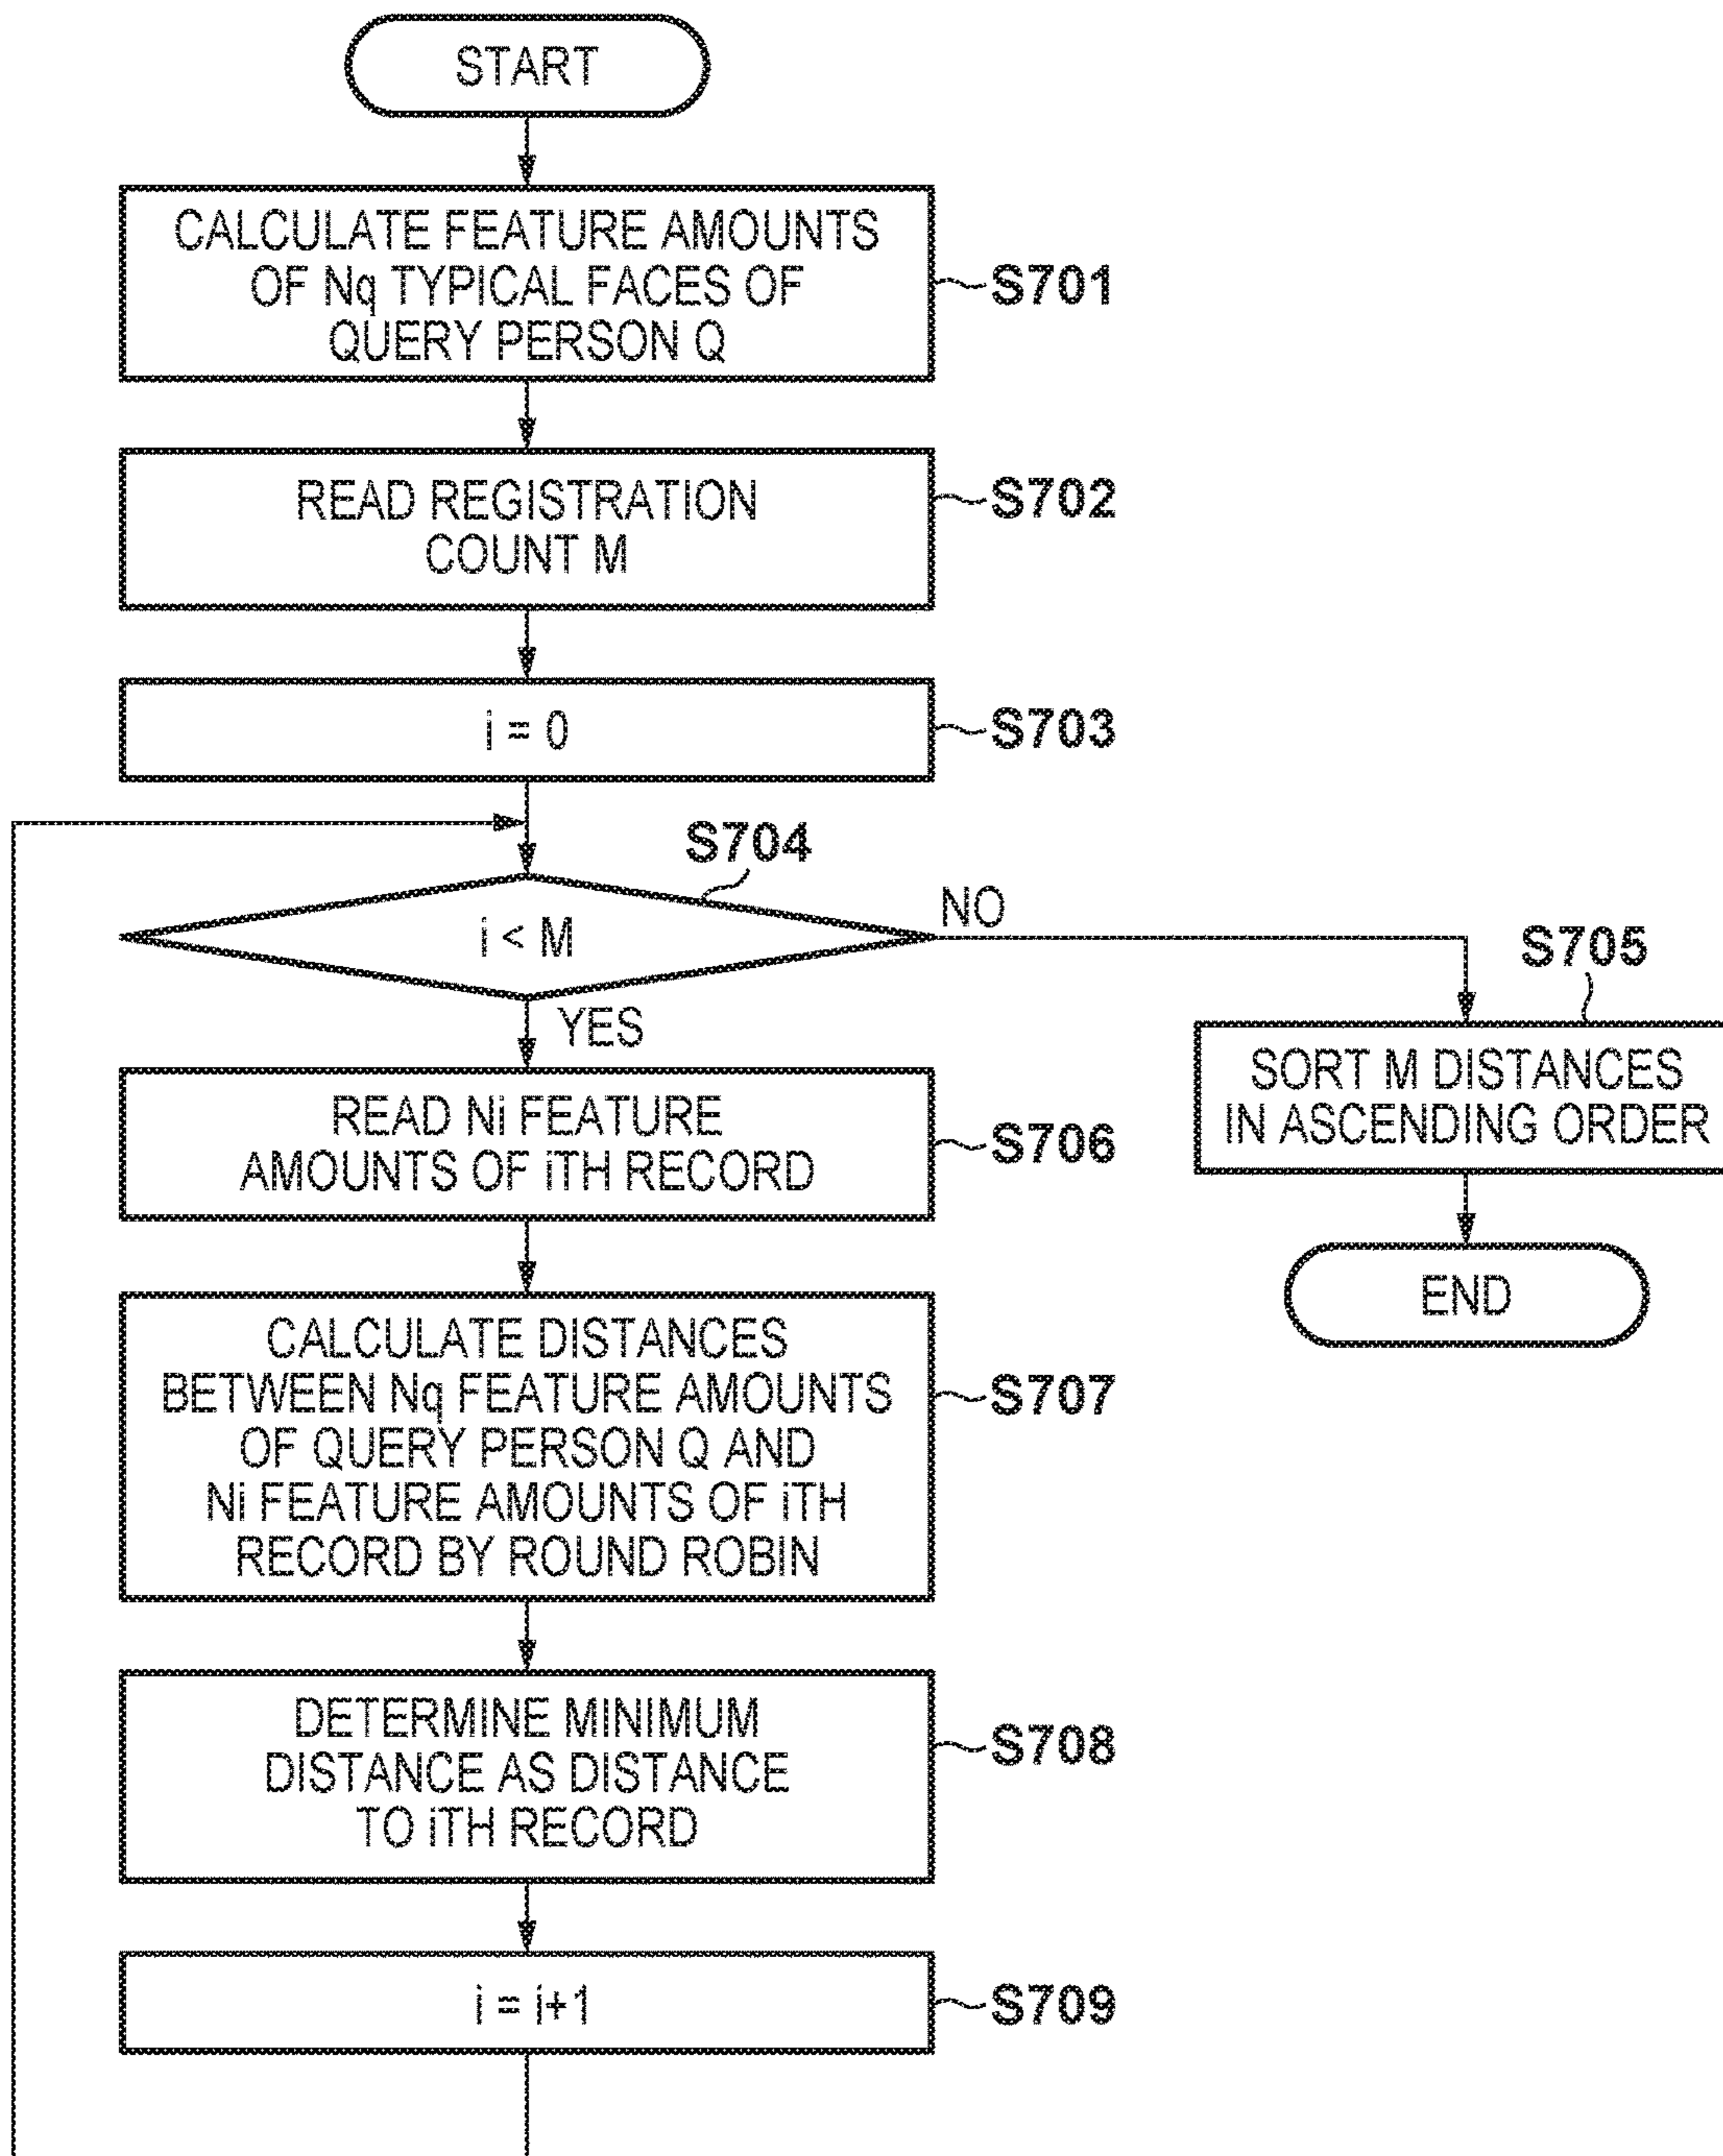 START
CALCULATE FEATURE AMOUNTS
OF Nq TYPICAL FACES OF
QUERY PERSON Q
S701
READ REGISTRATION
COUNT M
S702
i = 0
S703
S704
i < M
NO
YES
S705
SORT M DISTANCES
IN ASCENDING ORDER
END
READ Ni FEATURE
AMOUNTS OF iTH RECORD
S706
CALCULATE DISTANCES
BETWEEN Nq FEATURE AMOUNTS
OF QUERY PERSON Q AND
Ni FEATURE AMOUNTS OF iTH
RECORD BY ROUND ROBIN
S707
DETERMINE MINIMUM
DISTANCE AS DISTANCE
TO iTH RECORD
S708
i = i+1
S709